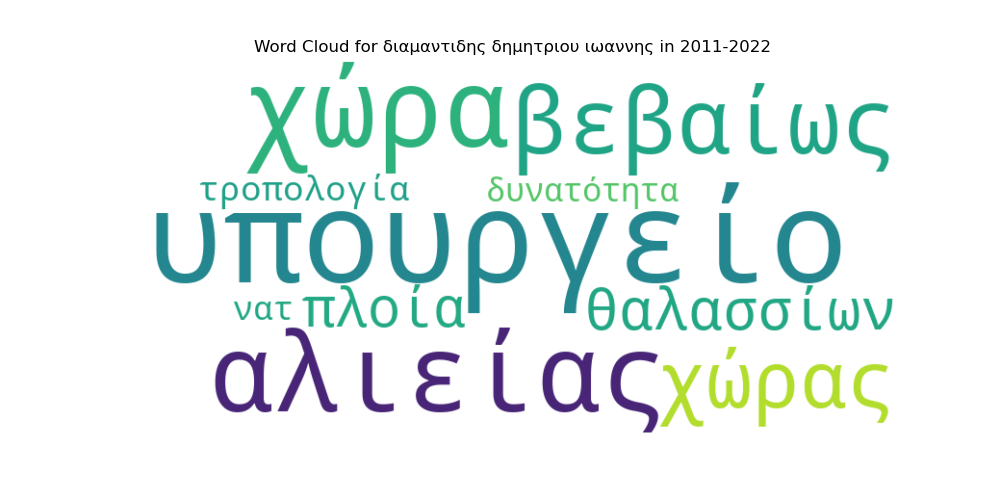 Word Cloud for διαμαντιδης δημητριου ιωαννης in 2011-2022
χώρα βεβαίως
τροπολογία δυνατότητα
υπουργείο
νατ πλοία θαλασσίων
αλιείας χώρας